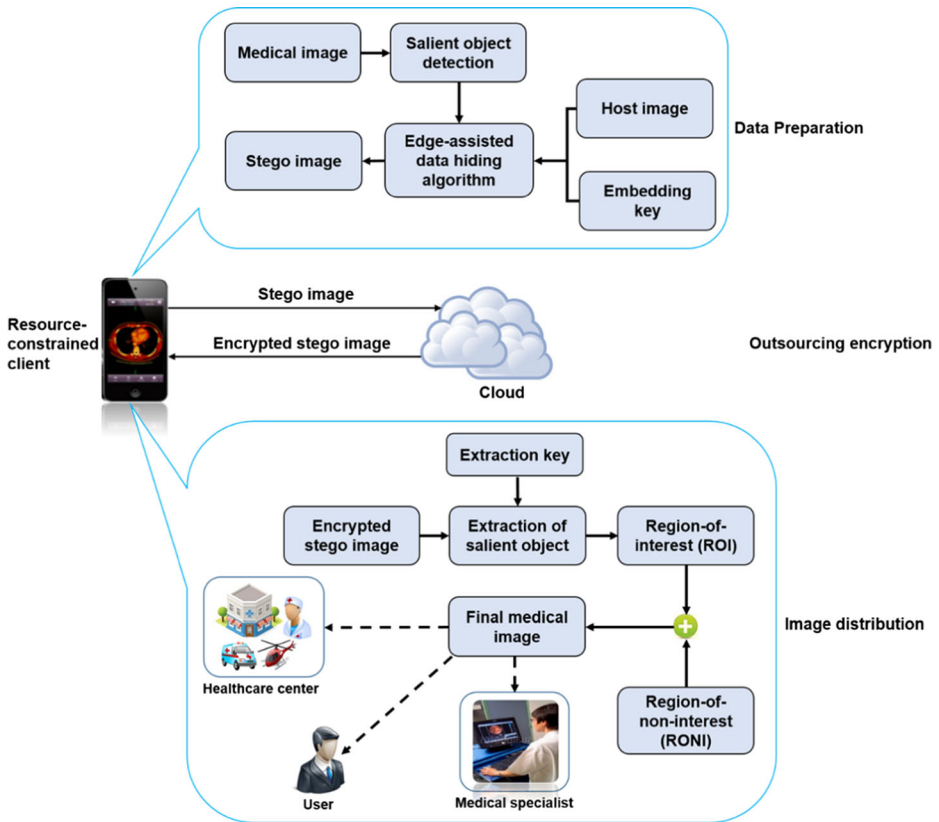 Medical image
Salient object
detection
Host image
Data Preparation
Stego image
Edge-assisted
data hiding
algorithm
Embedding
key
Stego image
Resource-
constrained
client
Encrypted stego image
Outsourcing encryption
Cloud
Extraction key
Encrypted
stego image
Extraction of
salient object
Region-of-
interest (ROI)
Final medical
image
Image distribution
Healthcare center
Region-of-
non-interest
(RONI)
User
Medical specialist